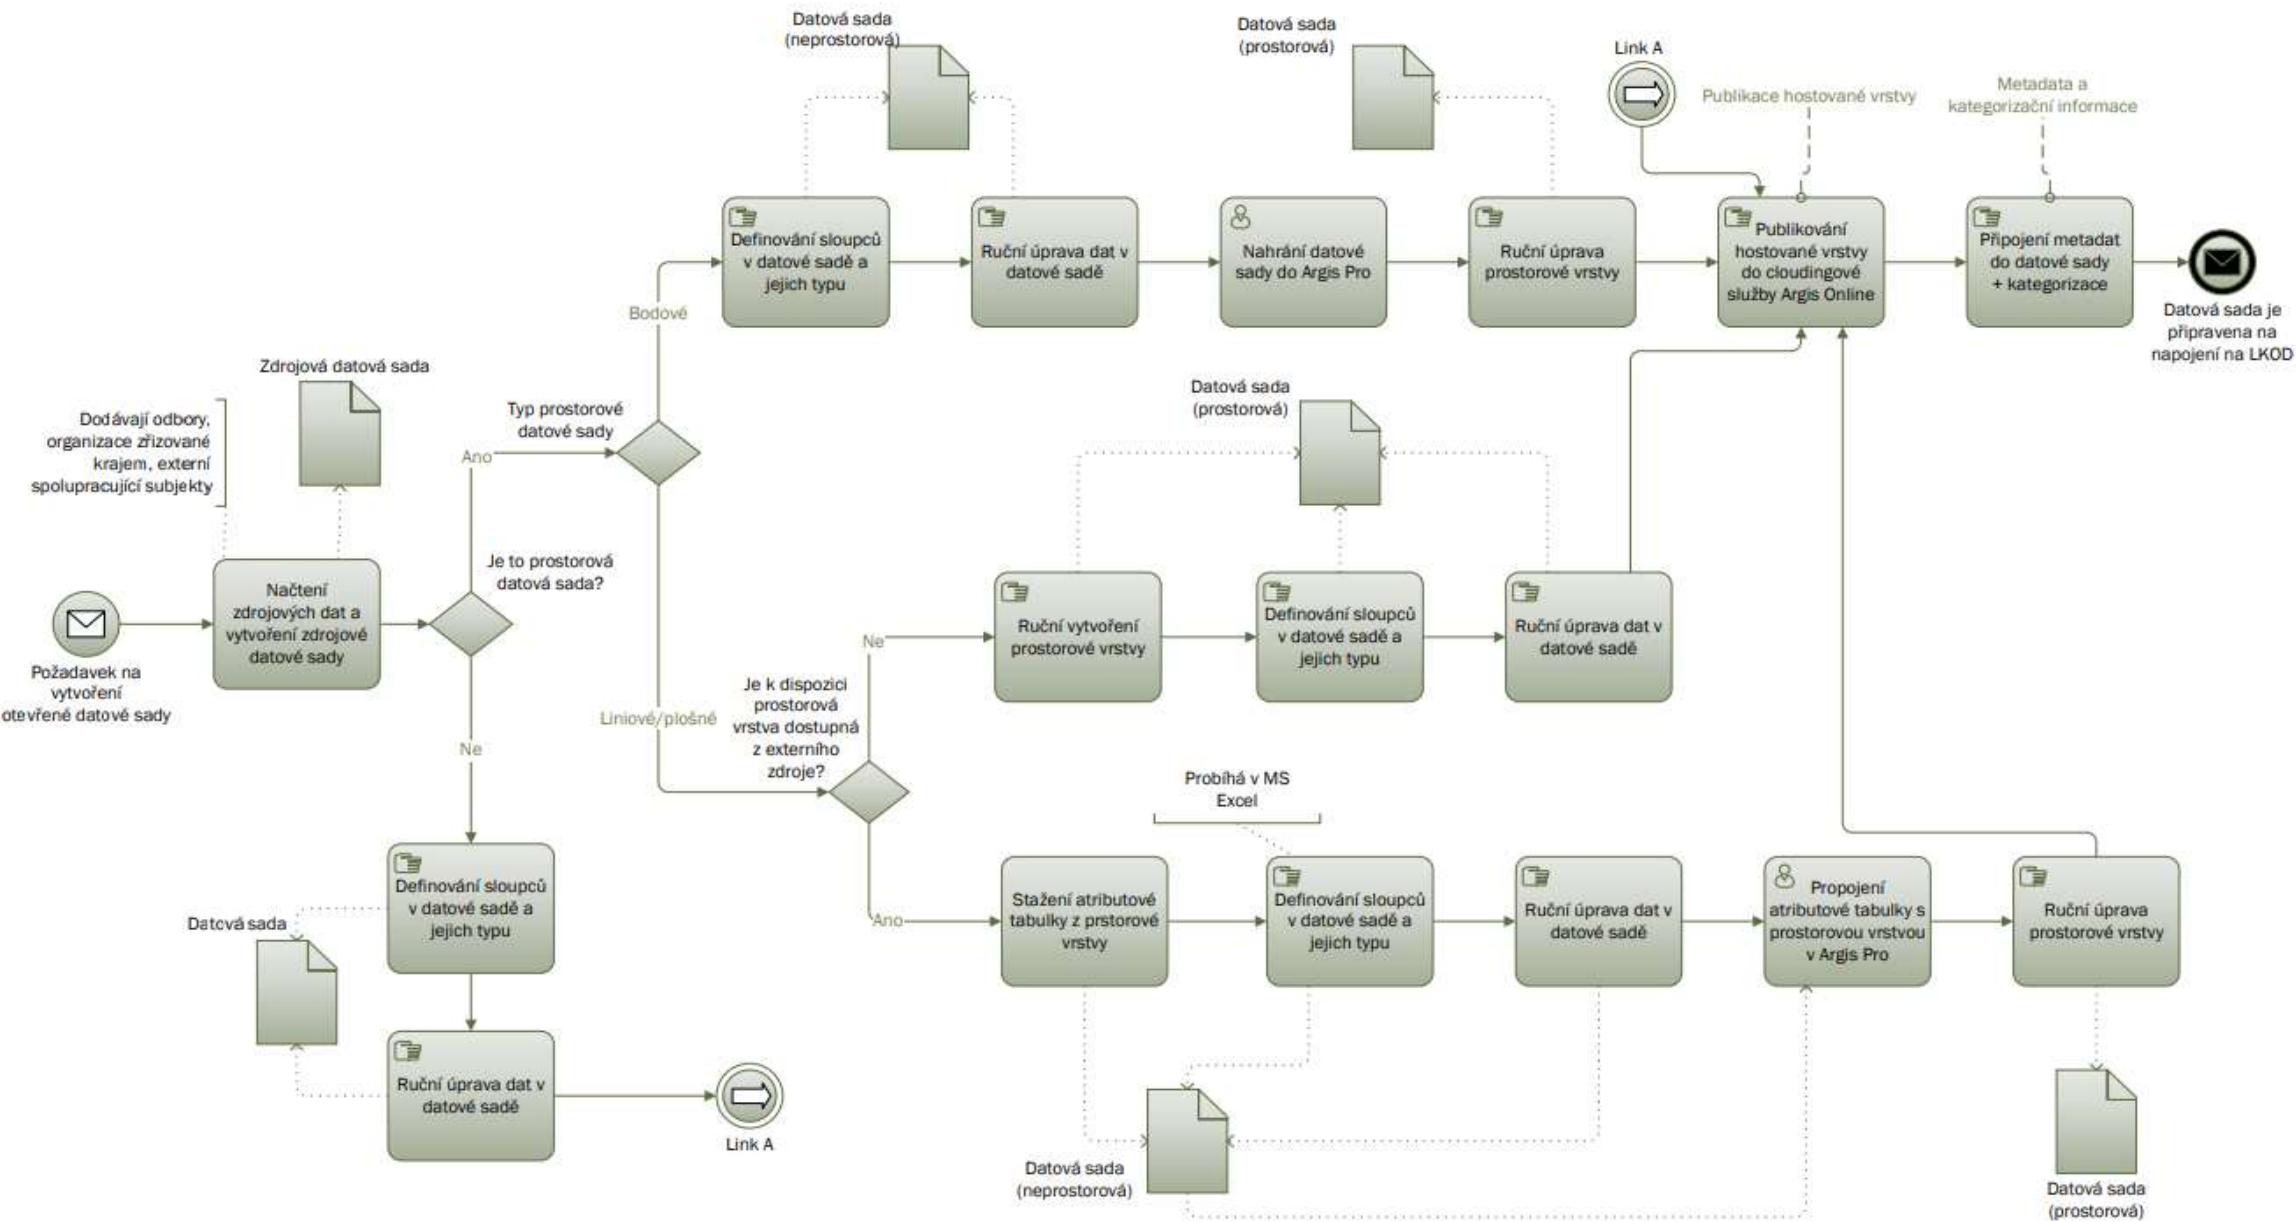 Datová sada
(neprostorová)
Datová sada
(prostorová)
Link A
Publikace hostované vrstvy
Metadata a
kategorizační informace
Definování sloupců
v datové sadě a
jejich typu
Ruční úprava dat v
datové sadě
Nahrání datové
sady do Argis Pro
Ruční úprava
prostorové vrstvy
Publikování
hostované vrstvy
do cloudingové
služby Argis Online
Připojení metadat
do datové sady
+ kategorizace
Datová sada je
připravena na
napojení na LKOD
Bodové
Zdrojová datová sada
Dodávají odbory,
organizace zřizované
krajem, externí
spolupracující subjekty
Typ prostorové
datové sady
Ano
Datová sada
(prostorová)
Je to prostorová
datová sada?
Načtení
zdrojových dat a
vytvoření zdrojové
datové sady
Požadavek na
vytvoření
otevřené datové sady
Ne
Ruční vytvoření
prostorové vrstvy
Definování sloupců
v datové sadě a
jejich typu
Ruční úprava dat v
datové sadě
Liniové/plošné
Je k dispozici
prostorová
vrstva dostupná
z externího
zdroje?
Ne
Probíhá v MS
Excel
Ano
Stažení atributové
tabulky z prstorové
vrstvy
Definování sloupců
v datové sadě a
jejich typu
Ruční úprava dat v
datové sadě
Propojení
atributové tabulky s
prostorovou vrstvou
v Argis Pro
Ruční úprava
prostorové vrstvy
Definování sloupců
v datové sadě a
jejich typu
Datová sada
Ruční úprava dat v
datové sadě
Link A
Datová sada
(neprostorová)
Datová sada
(prostorová)